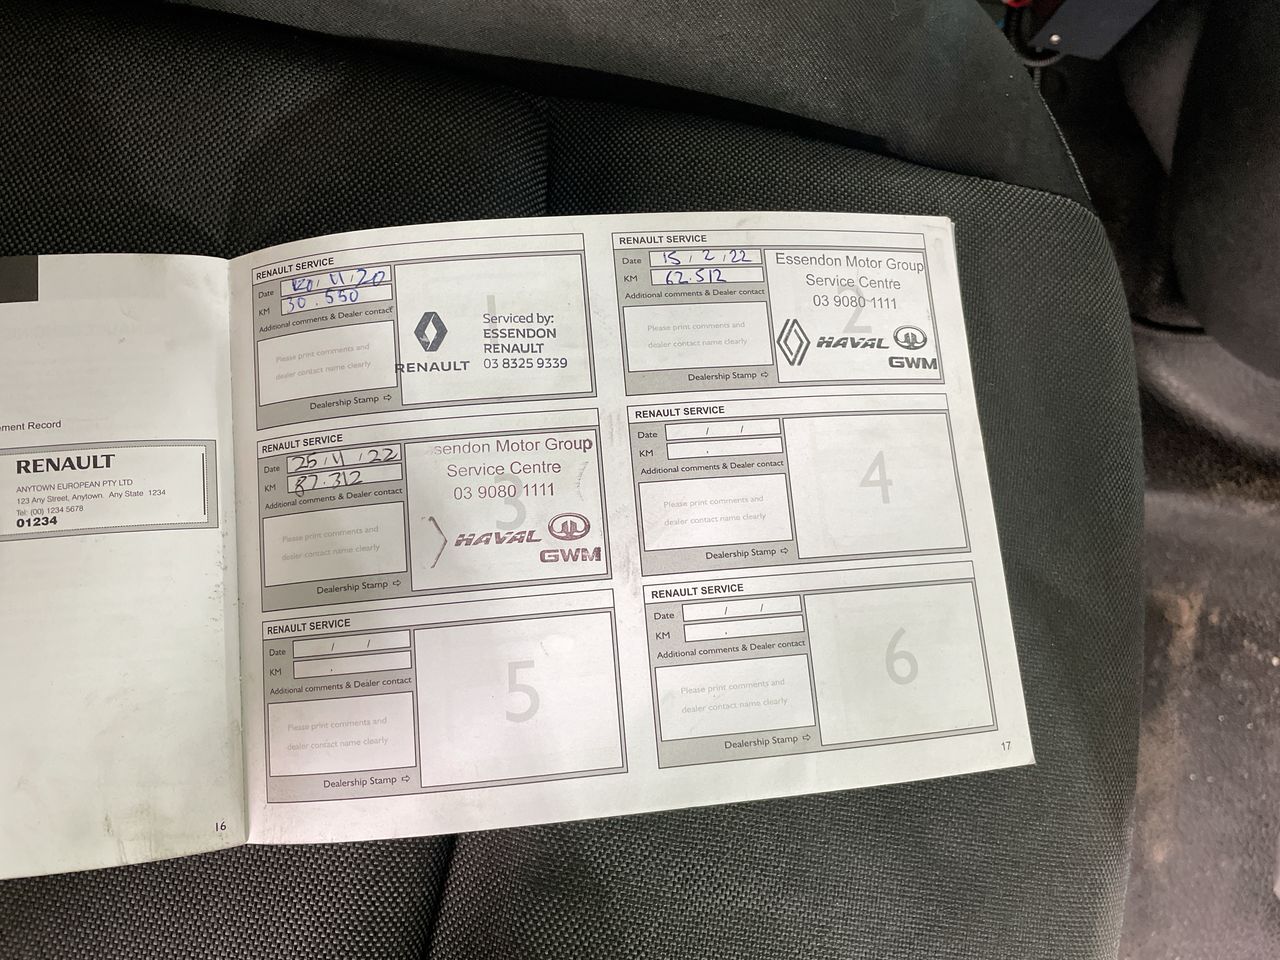 ment Record
RENAULT
ANYTOWN EUROPEAN PTY LTD
123 Any Street, Anytown. Any State 1234
Tel: (00) 1234 5678
01234
16
RENAULT SERVICE
Date /11/20
KM 30.550
Additional comments & Dealer contact
Please print comments and
dealer contact name clearly
Dealership Stamp ⇨
1
RENAULT
Serviced by:
ESSENDON
RENAULT
03 8325 9339
RENAULT SERVICE
Date 15/2/22
KM 62.512
Additional comments & Dealer contact
Please print comments and
dealer contact name clearly
Dealership Stamp ⇨
2
Essendon Motor Group
Service Centre
03 9080 1111
HAVAL
GWM
RENAULT SERVICE
Date 25/11/22
KM 87.312
Additional comments & Dealer contact
Please print comments and
dealer contact name clearly
Dealership Stamp ⇨
3
sendon Motor Group
Service Centre
03 9080 1111
HAVAL
GWM
RENAULT SERVICE
Date / /
KM .
Additional comments & Dealer contact
Please print comments and
dealer contact name clearly
Dealership Stamp ⇨
4
RENAULT SERVICE
Date / /
KM .
Additional comments & Dealer contact
Please print comments and
dealer contact name clearly
Dealership Stamp ⇨
5
RENAULT SERVICE
Date / /
KM .
Additional comments & Dealer contact
Please print comments and
dealer contact name clearly
Dealership Stamp ⇨
6
17